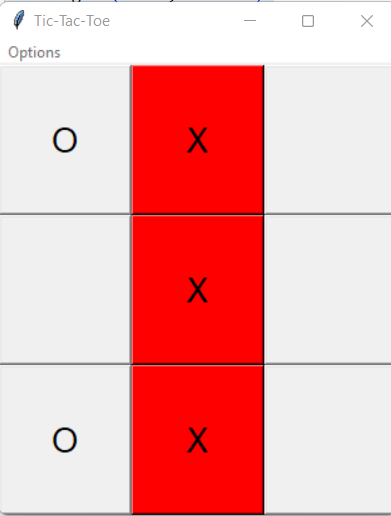 Tic-Tac-Toe
Options
O X
X
O X